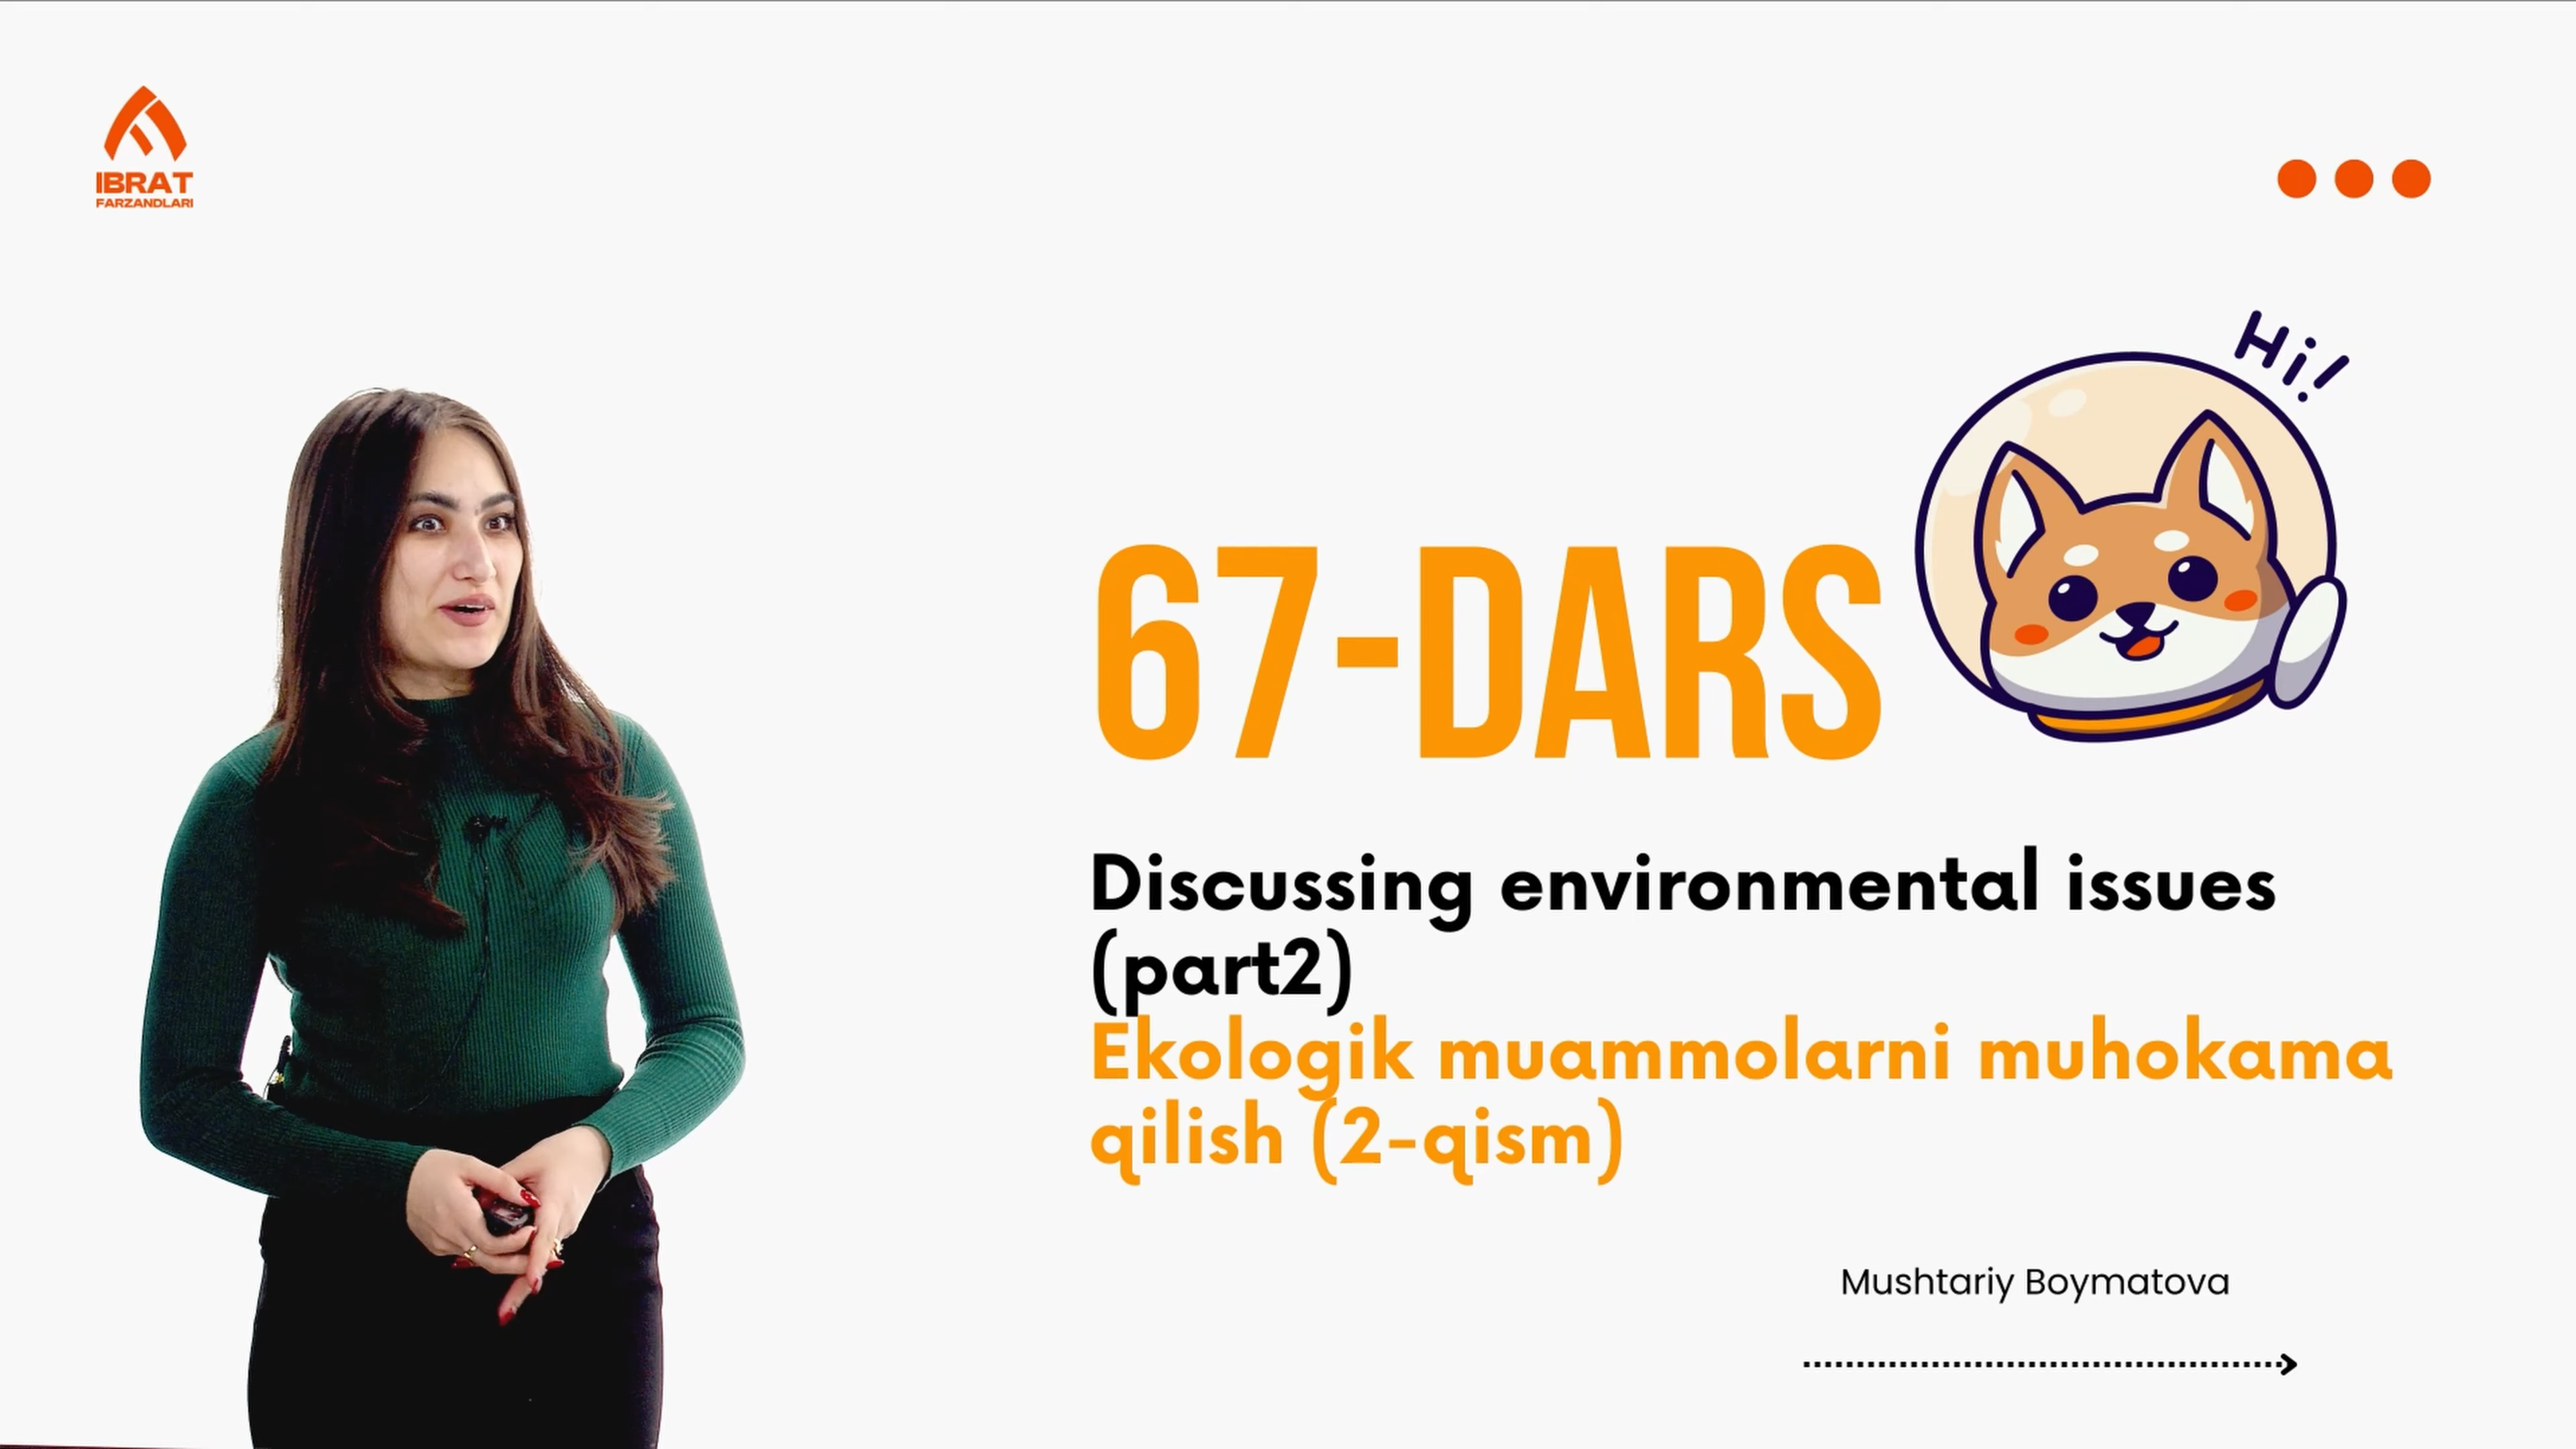 IBRAT
FARZANDLARI
Hi!
67-DARS
Discussing environmental issues
(part2)
Ekologik muammolarni muhokama
qilish (2-qism)
Mushtariy Boymatova